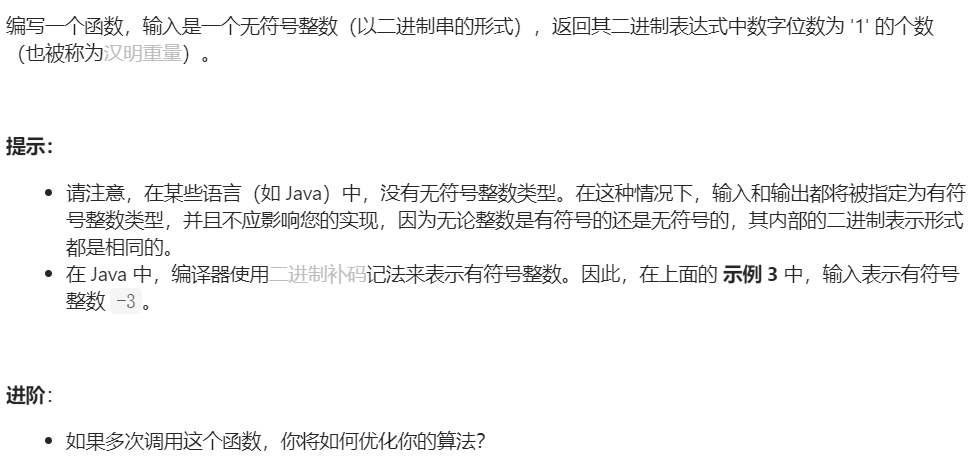 编写一个函数，输入是一个无符号整数（以二进制串的形式），返回其二进制表达式中数字位数为 '1' 的个数
（也被称为汉明重量）。
提示：
• 请注意，在某些语言（如 Java）中，没有无符号整数类型。在这种情况下，输入和输出都将被指定为有符
号整数类型，并且不应影响您的实现，因为无论整数是有符号的还是无符号的，其内部的二进制表示形式
都是相同的。
• 在 Java 中，编译器使用二进制补码记法来表示有符号整数。因此，在上面的 示例 3 中，输入表示有符号
整数 -3。
进阶：
• 如果多次调用这个函数，你将如何优化你的算法？